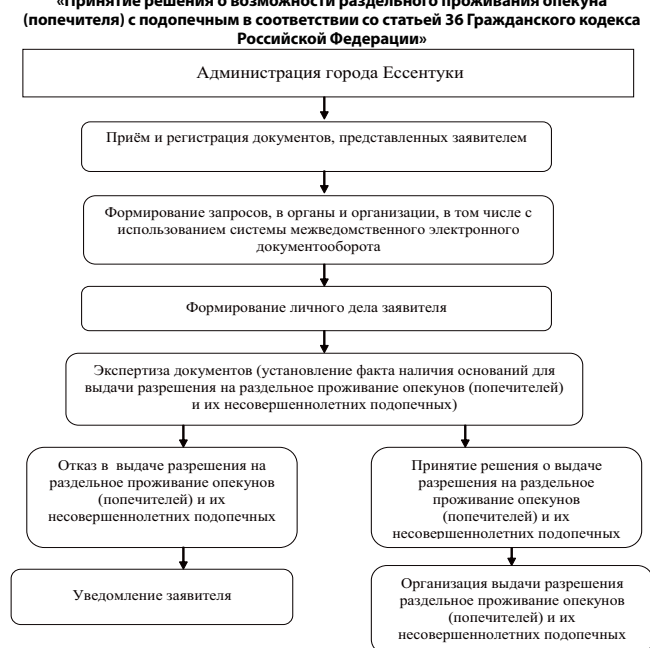 «Принятие решения о возможности раздельного проживания опекуна
(попечителя) с подопечным в соответствии со статьей 36 Гражданского кодекса
Российской Федерации»
Администрация города Ессентуки
Приём и регистрация документов, представленных заявителем
Формирование запросов, в органы и организации, в том числе с
использованием системы межведомственного электронного
документооборота
Формирование личного дела заявителя
Экспертиза документов (установление факта наличия оснований для
выдачи разрешения на раздельное проживание опекунов (попечителей)
и их несовершеннолетних подопечных)
Отказ в выдаче разрешения на
раздельное проживание опекунов
(попечителей) и их
несовершеннолетних подопечных
Принятие решения о выдаче
разрешения на раздельное
проживание опекунов
(попечителей) и их
несовершеннолетних подопечных
Уведомление заявителя
Организация выдачи разрешения
раздельное проживание опекунов
(попечителей) и их
несовершеннолетних подопечных